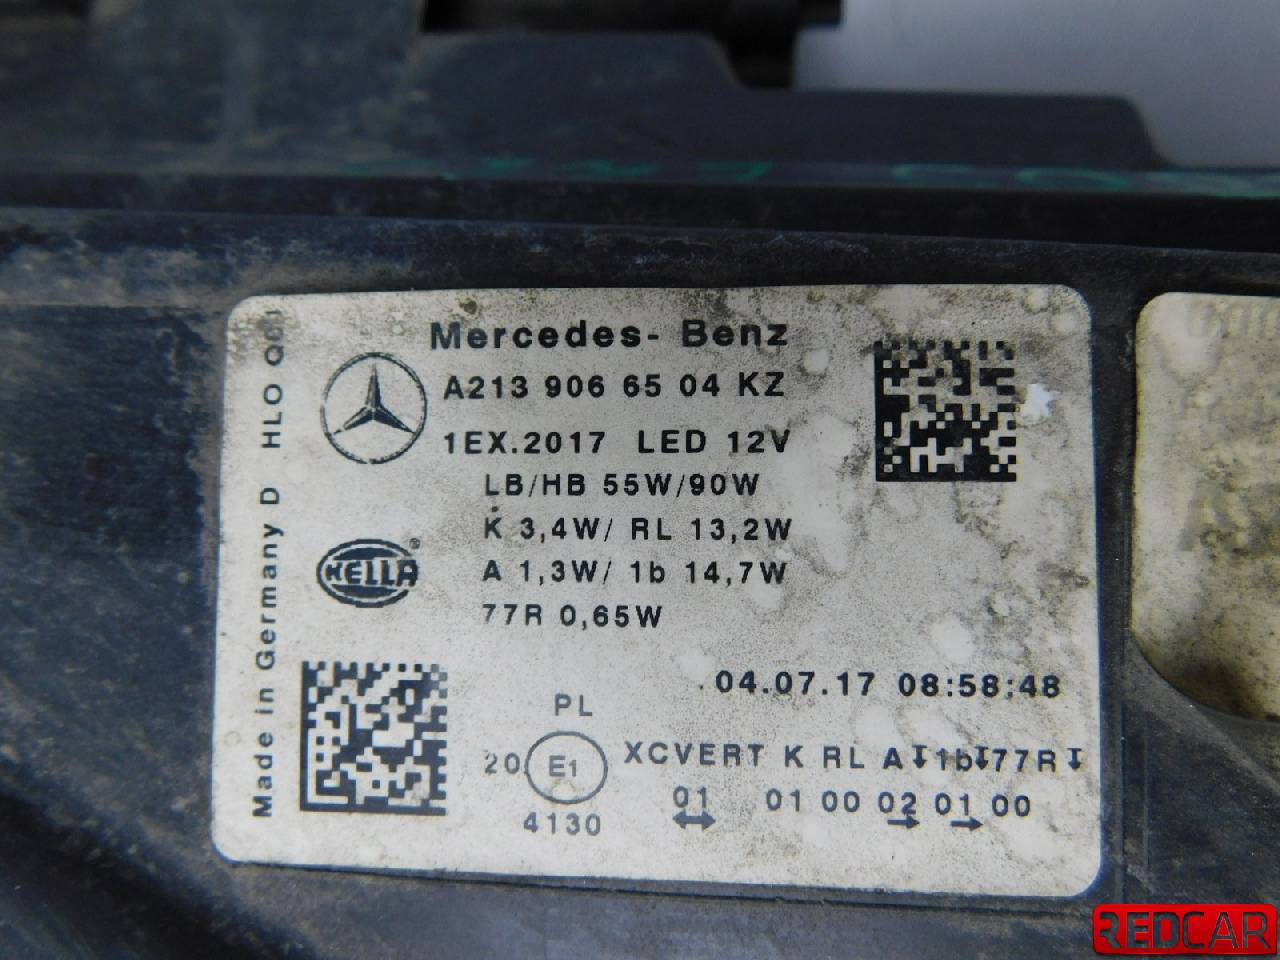 Mercedes- Benz
A213 906 65 04 KZ
1EX.2017 LED 12V
LB/HB 55W/90W
K 3,4W/ RL 13,2W
A 1,3W/ 1b 14,7W
77R 0,65W
HELLA
Made in Germany D HLO
04.07.17 08:58:48
PL
20 E1
4130
XCVERT K RL A↧1b↧77R↧
01 01 00 02 01 00
↔ → →
REDCAR